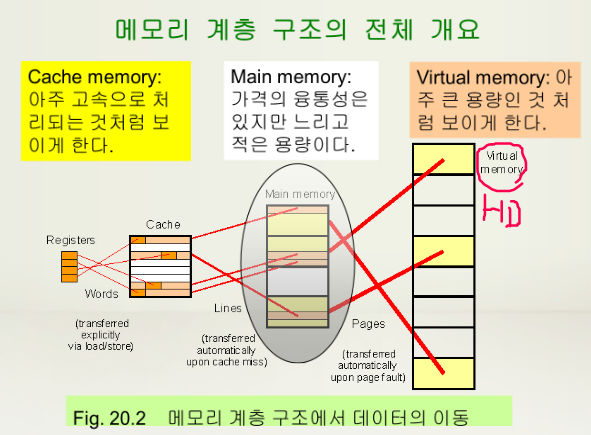 메모리 계층 구조의 전체 개요
Cache memory:
아주 고속으로 처
리되는 것처럼 보
이게 한다.
Main memory:
가격의 융통성은
있지만 느리고
적은 용량이다.
Virtual memory: 아
주 큰 용량인 것 처
럼 보이게 한다.
Virtual
memory
HD
Main memory
Cache
Registers
Words
Lines
Pages
(transferred
explicitly
via load/store)
(transferred
automatically
upon cache miss)
(transferred
automatically
upon page fault)
Fig. 20.2 메모리 계층 구조에서 데이터의 이동